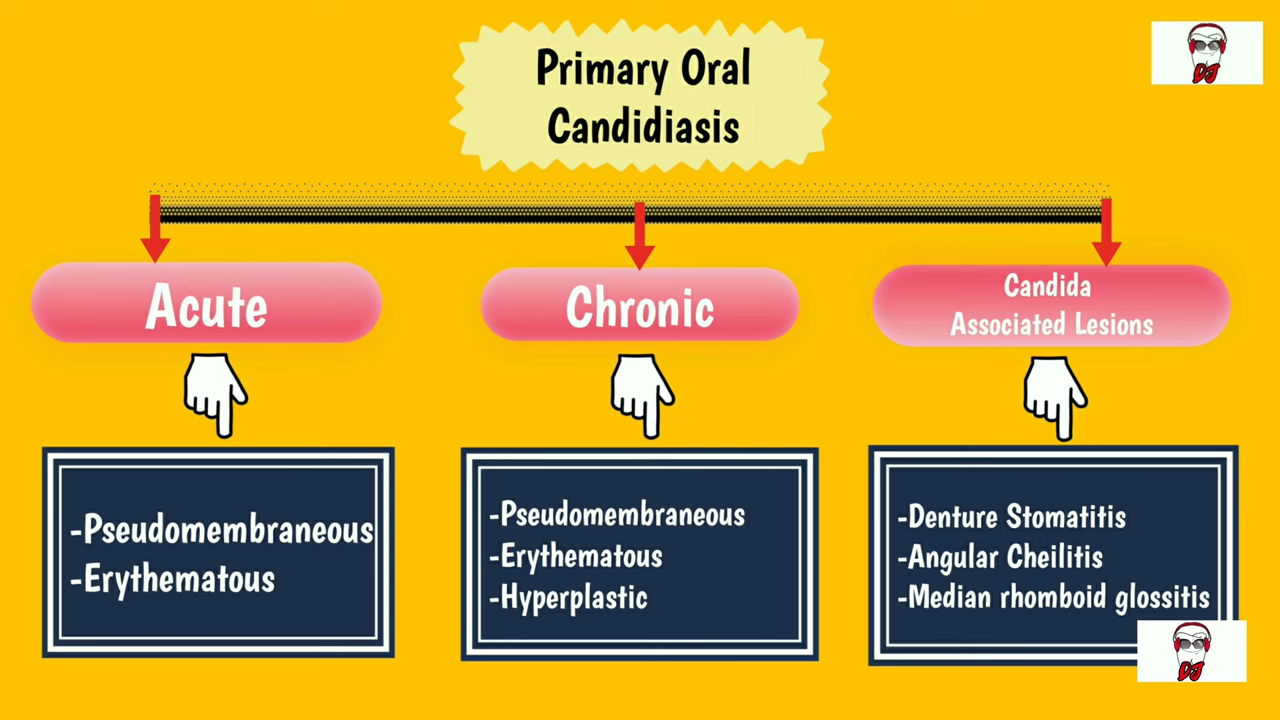 Primary Oral
Candidiasis
DJ
Acute
Chronic
Candida
Associated Lesions
-Pseudomembraneous
-Erythematous
-Pseudomembraneous
-Erythematous
-Hyperplastic
-Denture Stomatitis
-Angular Cheilitis
-Median rhomboid glossitis
DJ